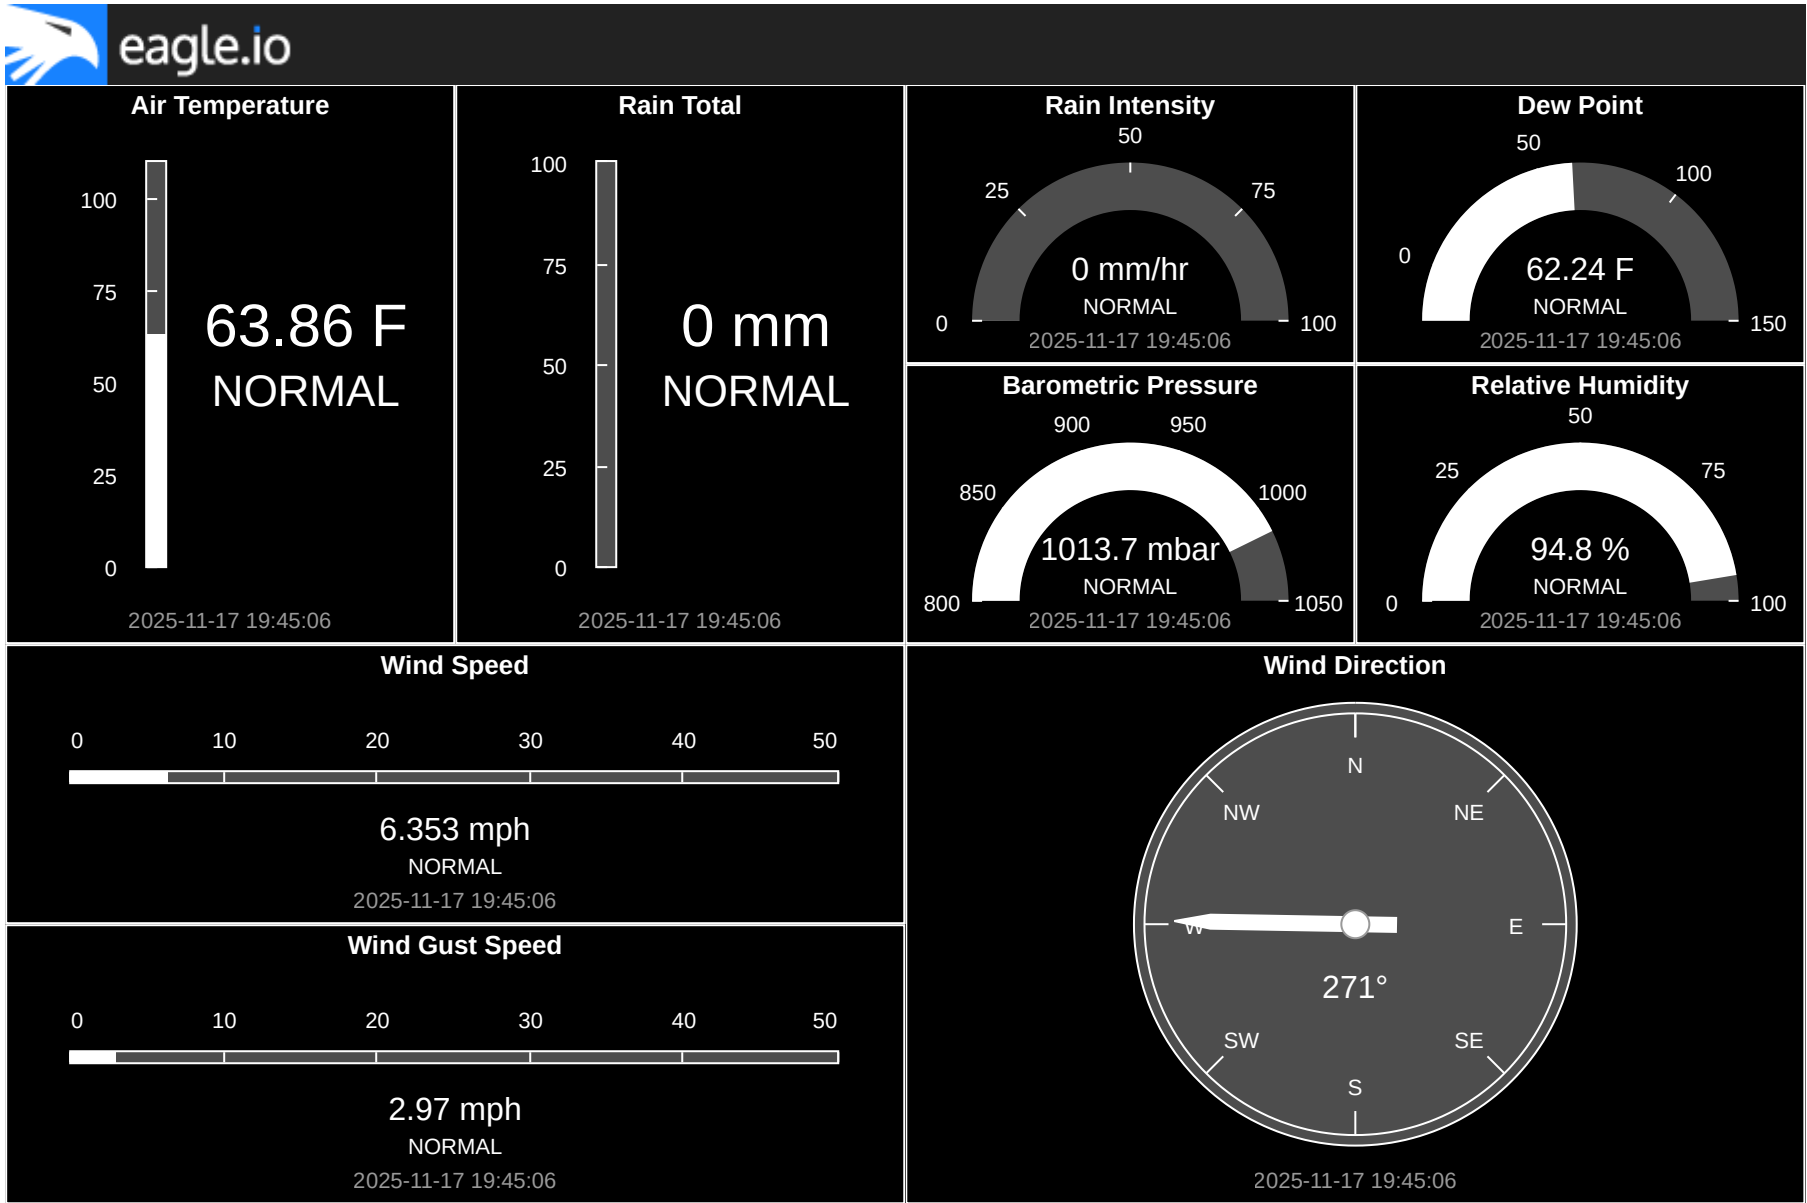 eagle.io
Air Temperature
100
75
50
25
0
63.86 F
NORMAL
2025-11-17 19:45:06
Rain Total
100
75
50
25
0
0 mm
NORMAL
2025-11-17 19:45:06
Rain Intensity
50
25
75
0
100
0 mm/hr
NORMAL
2025-11-17 19:45:06
Dew Point
50
100
0
150
62.24 F
NORMAL
2025-11-17 19:45:06
Barometric Pressure
900
950
850
1000
800
1050
1013.7 mbar
NORMAL
2025-11-17 19:45:06
Relative Humidity
50
25
75
0
100
94.8 %
NORMAL
2025-11-17 19:45:06
Wind Speed
0 10 20 30 40 50
6.353 mph
NORMAL
2025-11-17 19:45:06
Wind Gust Speed
0 10 20 30 40 50
2.97 mph
NORMAL
2025-11-17 19:45:06
Wind Direction
N
NW
NE
W
E
271°
SW
SE
S
2025-11-17 19:45:06